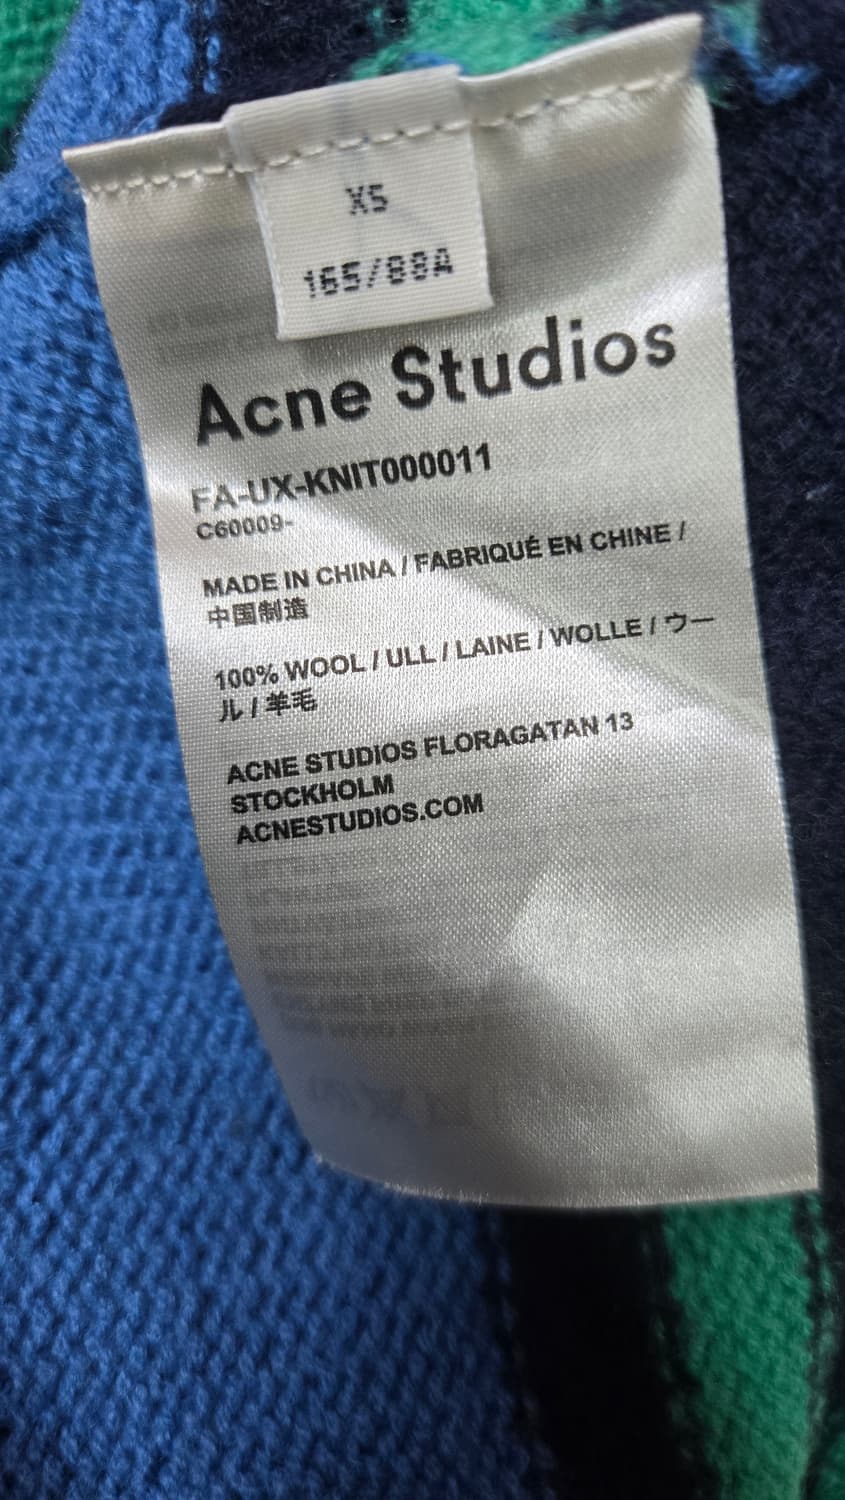 XS
165/88A
Acne Studios
FA-UX-KNIT000011
C60009-
MADE IN CHINA / FABRIQUÉ EN CHINE /
中国制造
100% WOOL / ULL / LAINE / WOLLE / ウー
ル / 羊毛
ACNE STUDIOS FLORAGATAN 13
STOCKHOLM
ACNESTUDIOS.COM